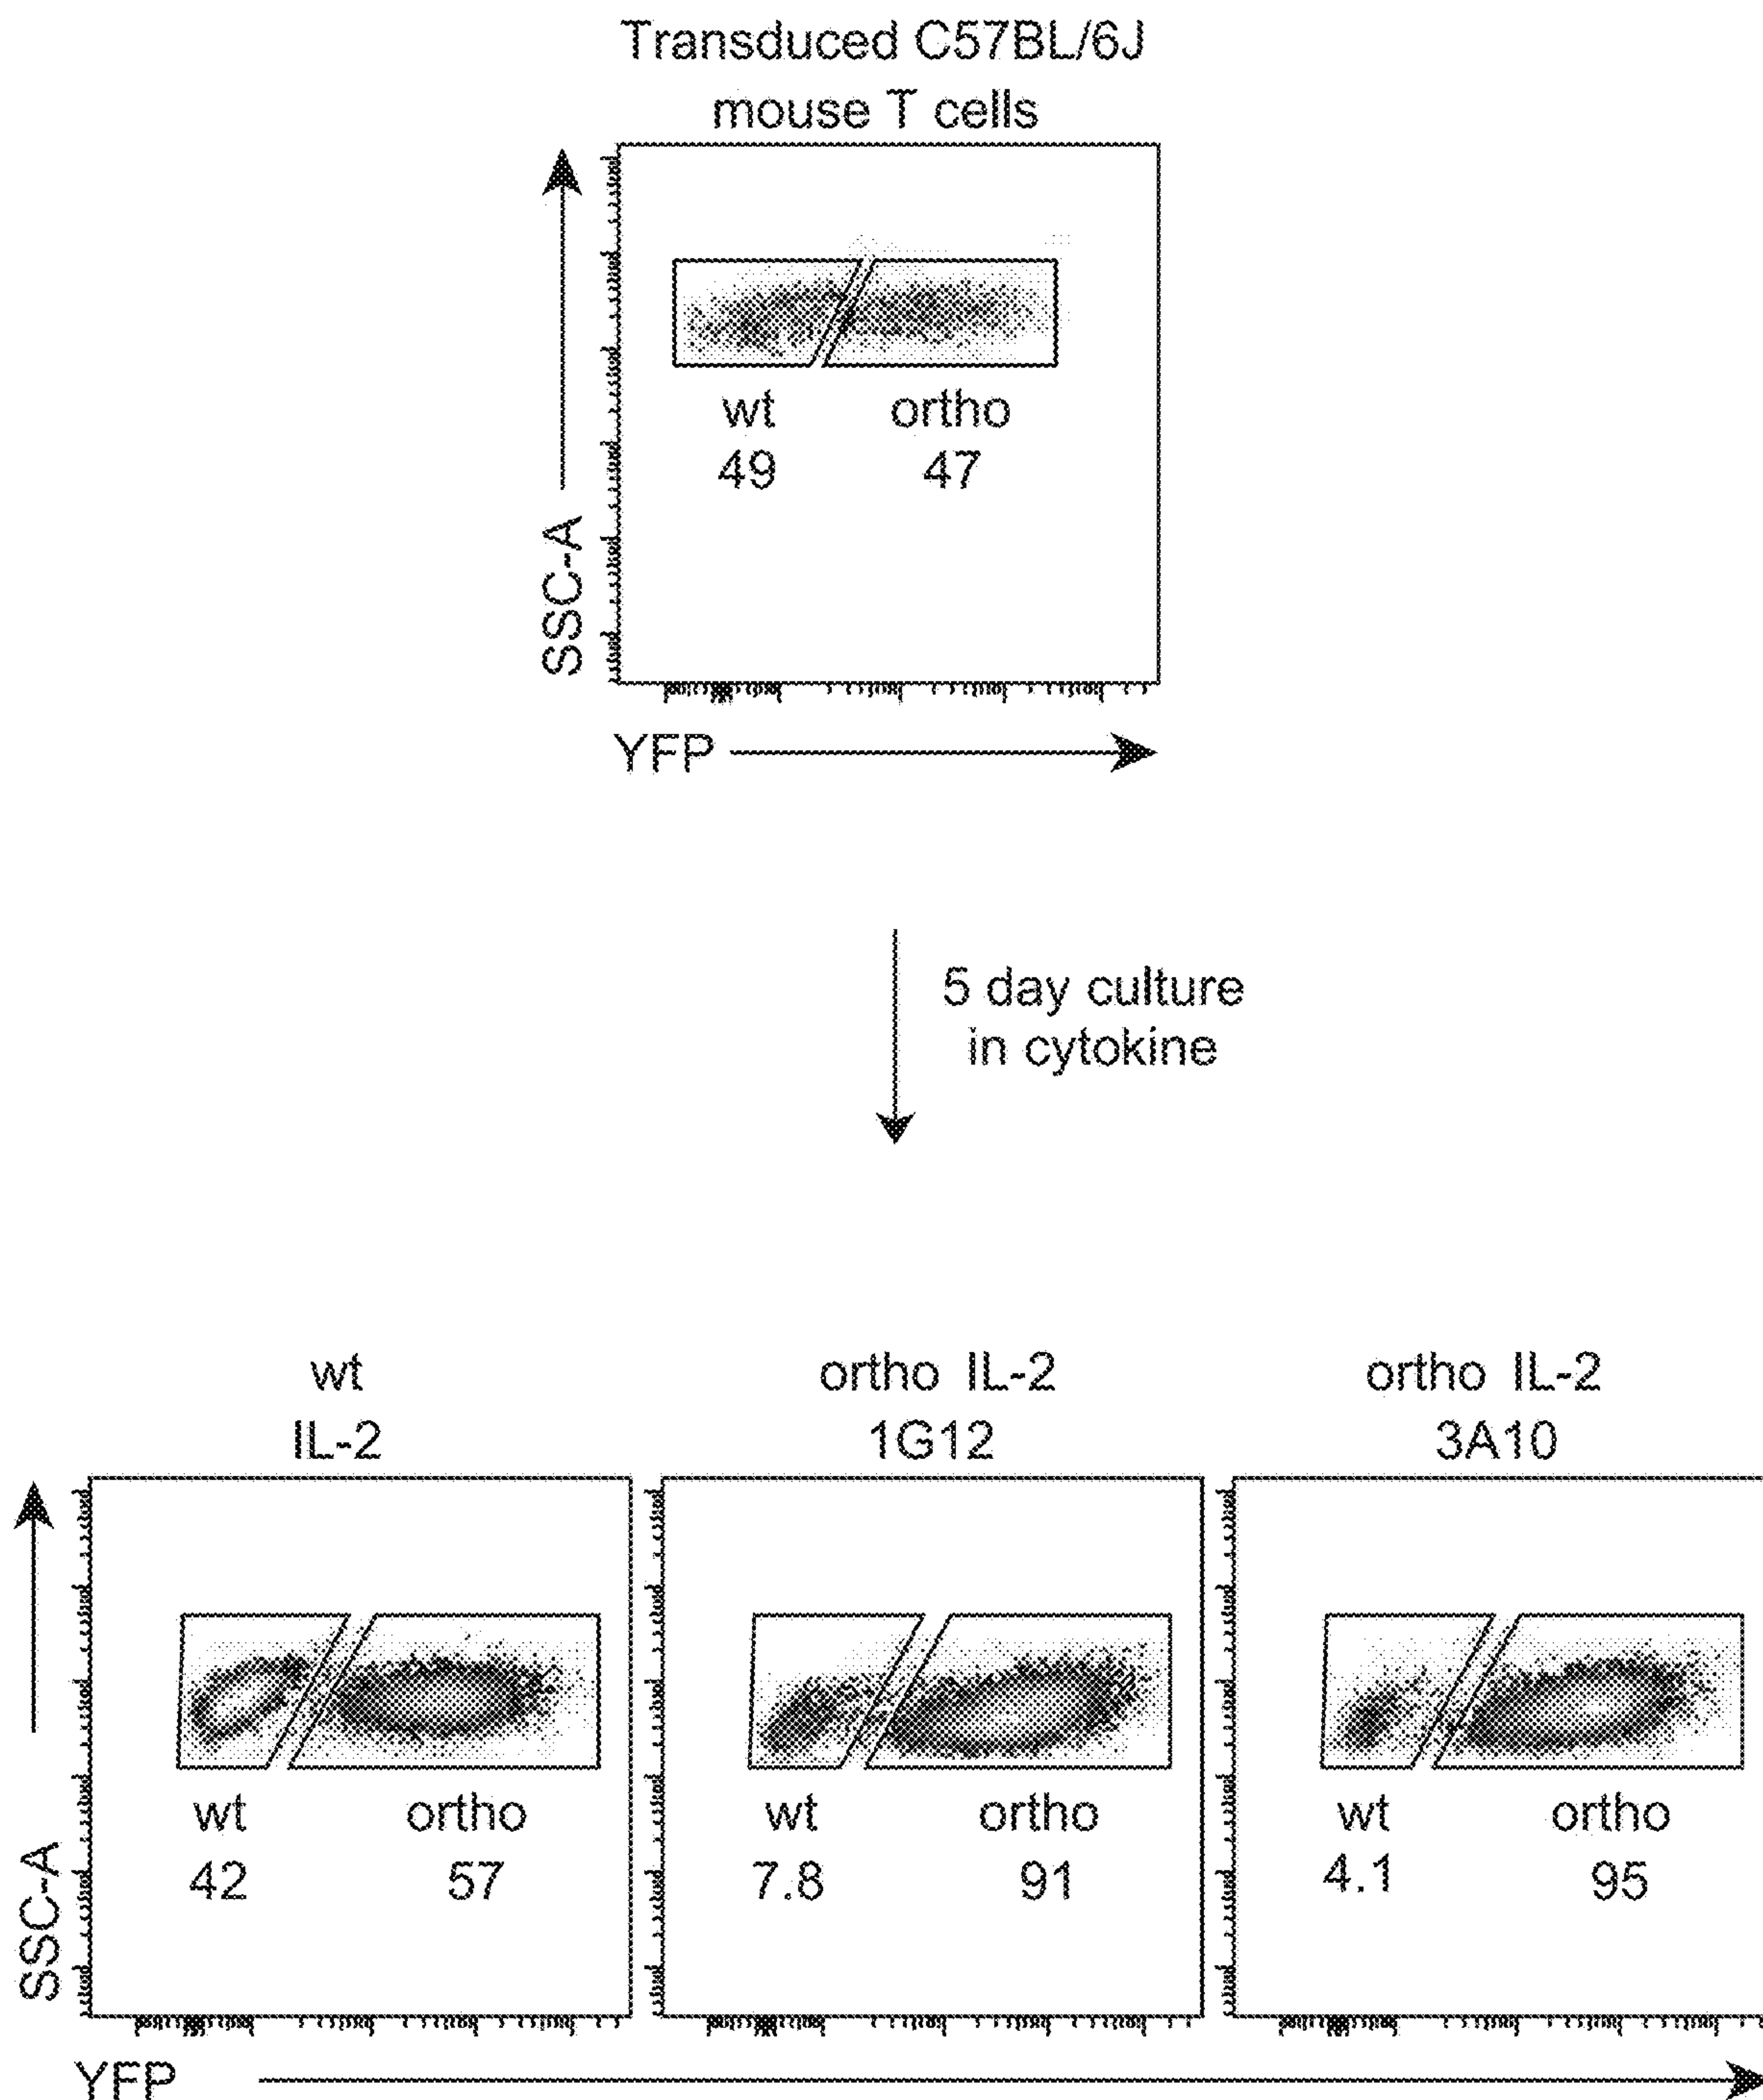 Transduced C57BL/6J
mouse T cells
SSC-A
wt
ortho
49
47
YFP
5 day culture
in cytokine
wt
IL-2
ortho IL-2
1G12
ortho IL-2
3A10
SSC-A
wt
ortho
42
57
wt
ortho
7.8
91
wt
ortho
4.1
95
YFP